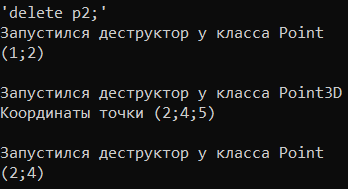 'delete p2;'
Запустился деструктор у класса Point
(1;2)
Запустился деструктор у класса Point3D
Координаты точки (2;4;5)
Запустился деструктор у класса Point
(2;4)